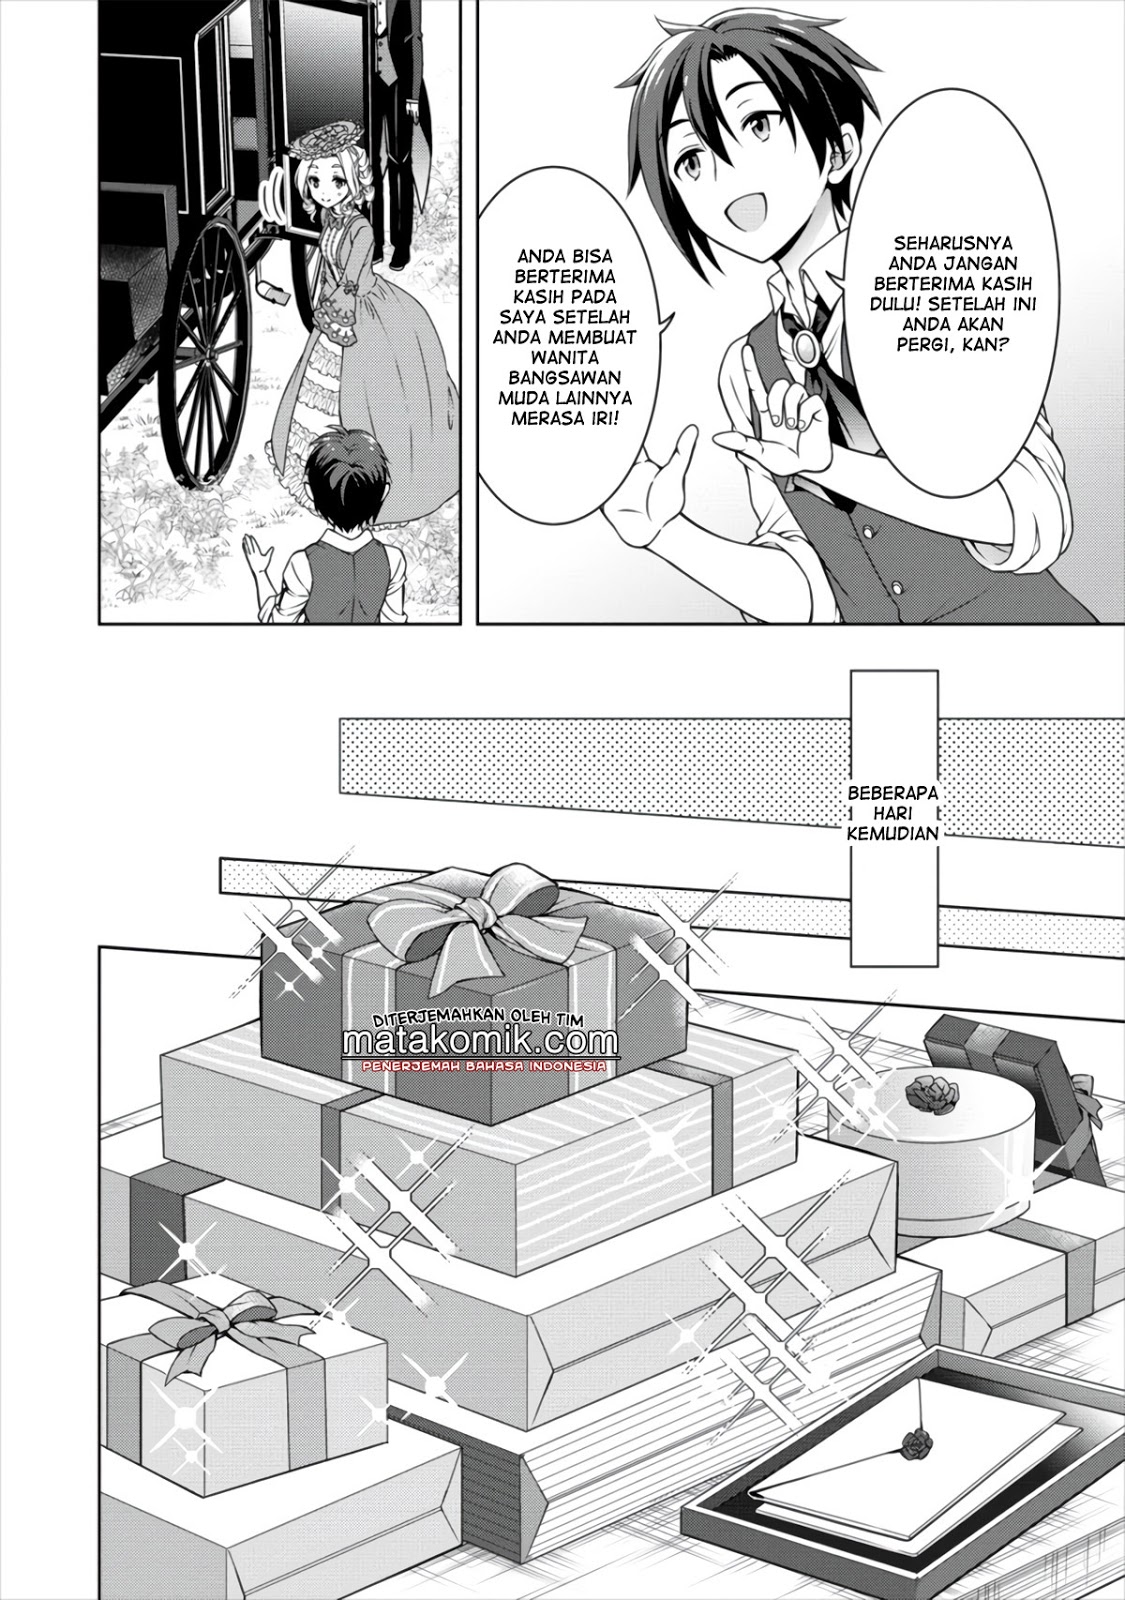 SEHARUSNYA
ANDA JANGAN
BERTERIMA KASIH
DULU! SETELAH INI
ANDA AKAN
PERGI, KAN?
ANDA BISA
BERTERIMA
KASIH PADA
SAYA SETELAH
ANDA MEMBUAT
WANITA
BANGSAWAN
MUDA LAINNYA
MERASA IRI!
BEBERAPA
HARI
KEMUDIAN
DITERJEMAHKAN OLEH TIM
matakomik.com
PENERJEMAH BAHASA INDONESIA